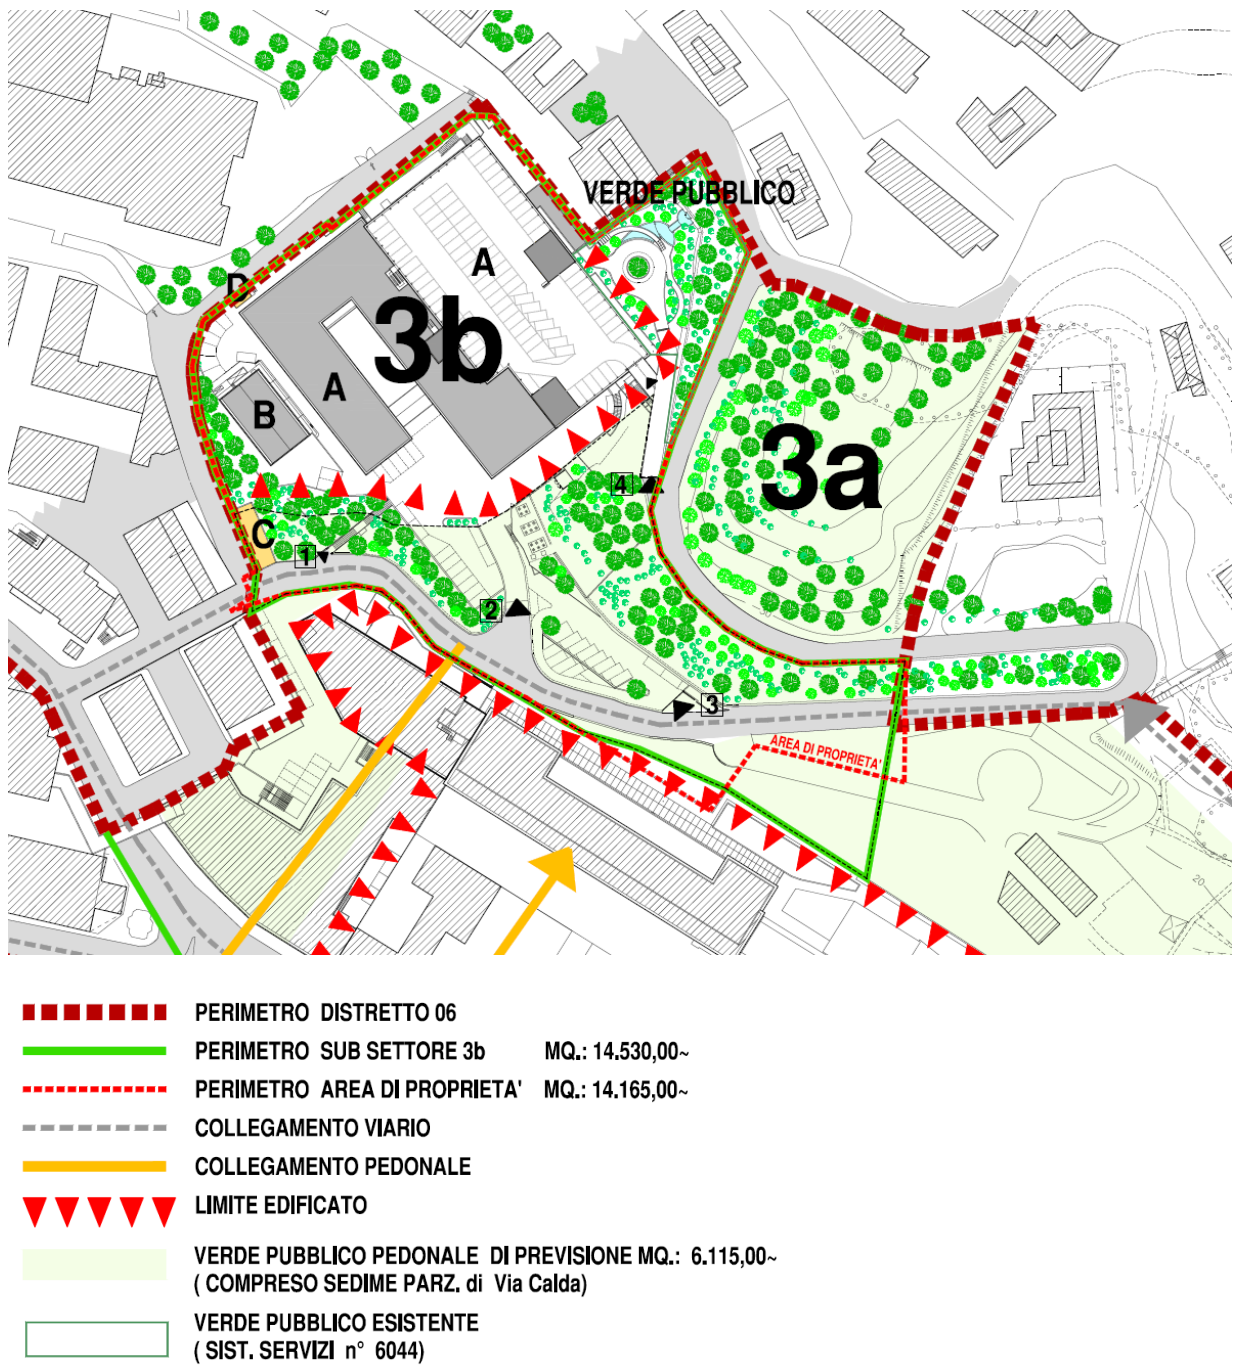 VERDE PUBBLICO
A
D
3b
A
B
3a
4
C
1
2
3
AREA DI PROPRIETA'
20
PERIMETRO DISTRETTO 06
PERIMETRO SUB SETTORE 3b MQ.: 14.530,00~
PERIMETRO AREA DI PROPRIETA' MQ.: 14.165,00~
COLLEGAMENTO VIARIO
COLLEGAMENTO PEDONALE
LIMITE EDIFICATO
VERDE PUBBLICO PEDONALE DI PREVISIONE MQ.: 6.115,00~
( COMPRESO SEDIME PARZ. di Via Calda)
VERDE PUBBLICO ESISTENTE
( SIST. SERVIZI n° 6044)